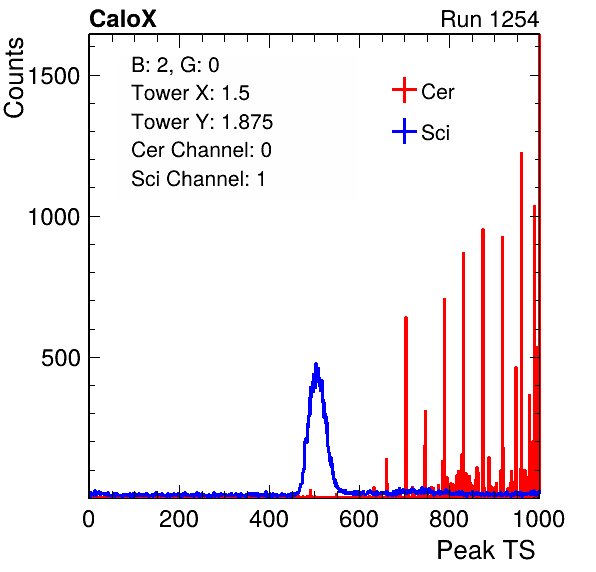 CaloX
Run 1254
Counts
B: 2, G: 0
Tower X: 1.5
Tower Y: 1.875
Cer Channel: 0
Sci Channel: 1
Cer
Sci
1500
1000
500
0 200 400 600 800 1000
Peak TS